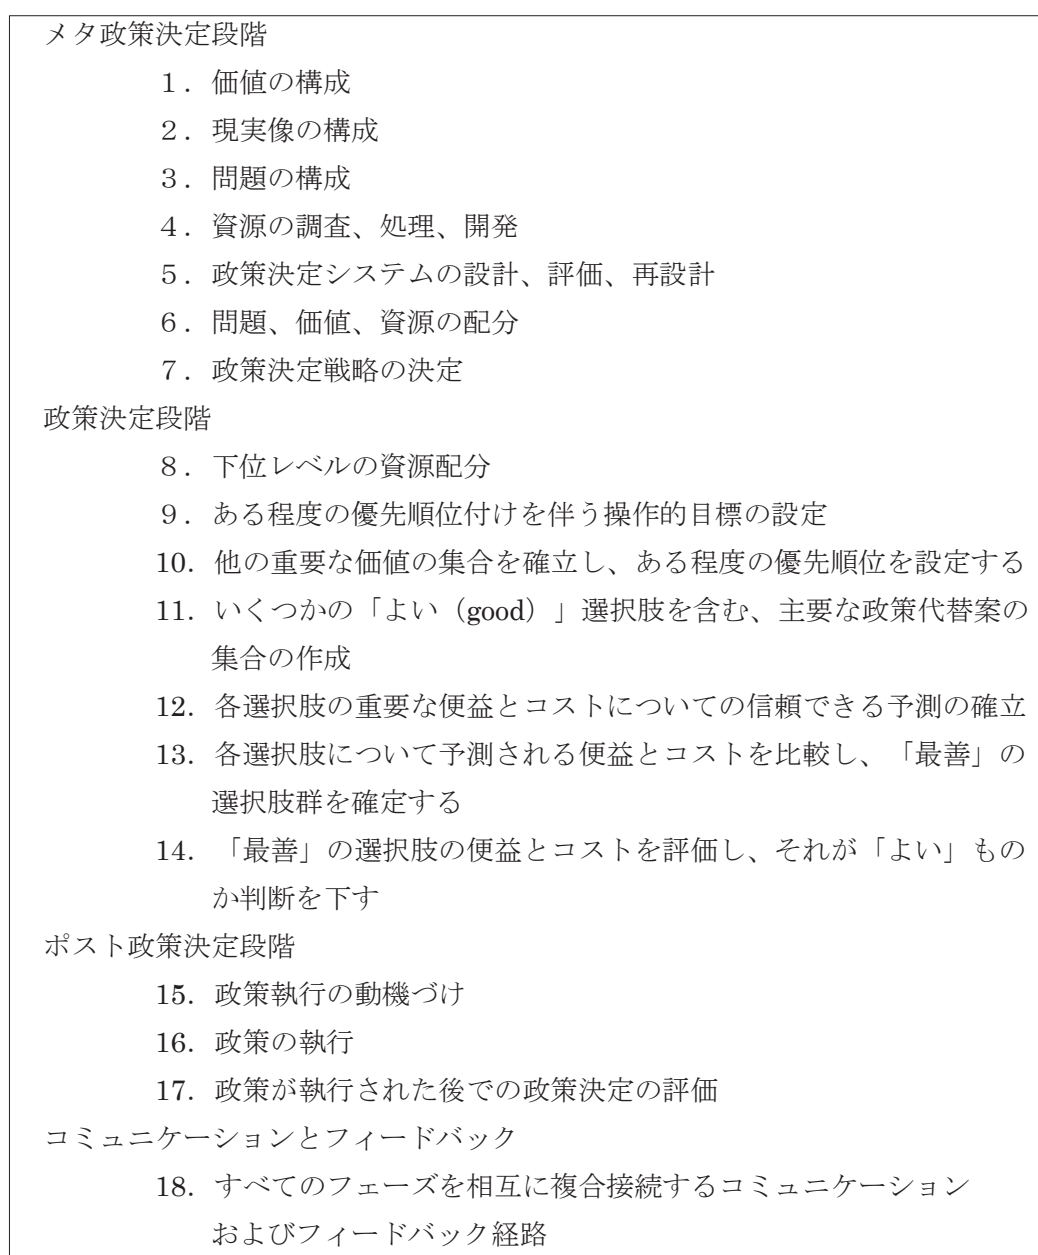 メタ政策決定段階
１．価値の構成
２．現実像の構成
３．問題の構成
４．資源の調査、処理、開発
５．政策決定システムの設計、評価、再設計
６．問題、価値、資源の配分
７．政策決定戦略の決定
政策決定段階
８．下位レベルの資源配分
９．ある程度の優先順位付けを伴う操作的目標の設定
10．他の重要な価値の集合を確立し、ある程度の優先順位を設定する
11．いくつかの「よい（good）」選択肢を含む、主要な政策代替案の
集合の作成
12．各選択肢の重要な便益とコストについての信頼できる予測の確立
13．各選択肢について予測される便益とコストを比較し、「最善」の
選択肢群を確定する
14．「最善」の選択肢の便益とコストを評価し、それが「よい」もの
か判断を下す
ポスト政策決定段階
15．政策執行の動機づけ
16．政策の執行
17．政策が執行された後での政策決定の評価
コミュニケーションとフィードバック
18．すべてのフェーズを相互に複合接続するコミュニケーション
およびフィードバック経路